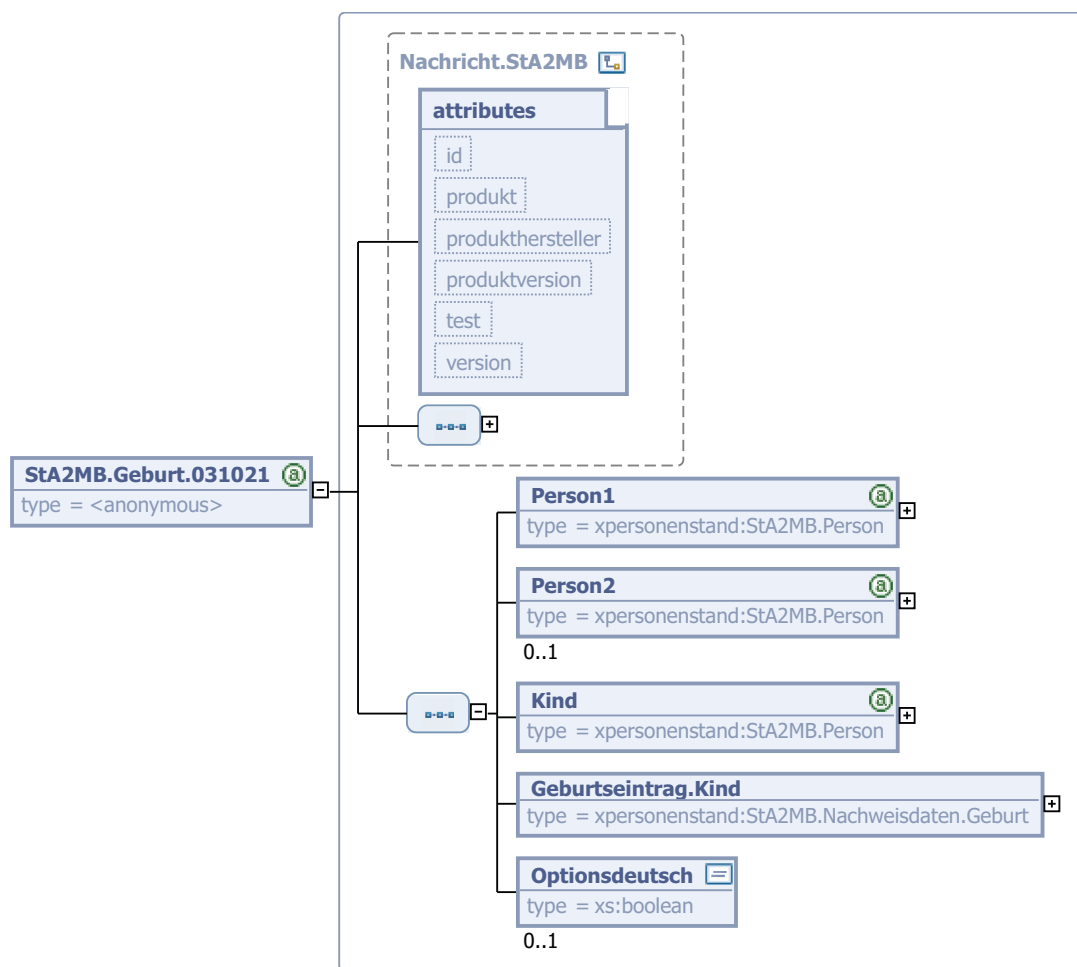 Nachricht.StA2MB
attributes
id
produkt
produkthersteller
produktversion
test
version
StA2MB.Geburt.031021
type = <anonymous>
Person1
type = xpersonenstand:StA2MB.Person
Person2
type = xpersonenstand:StA2MB.Person
0..1
Kind
type = xpersonenstand:StA2MB.Person
Geburtseintrag.Kind
type = xpersonenstand:StA2MB.Nachweisdaten.Geburt
Optionsdeutsch
type = xs:boolean
0..1